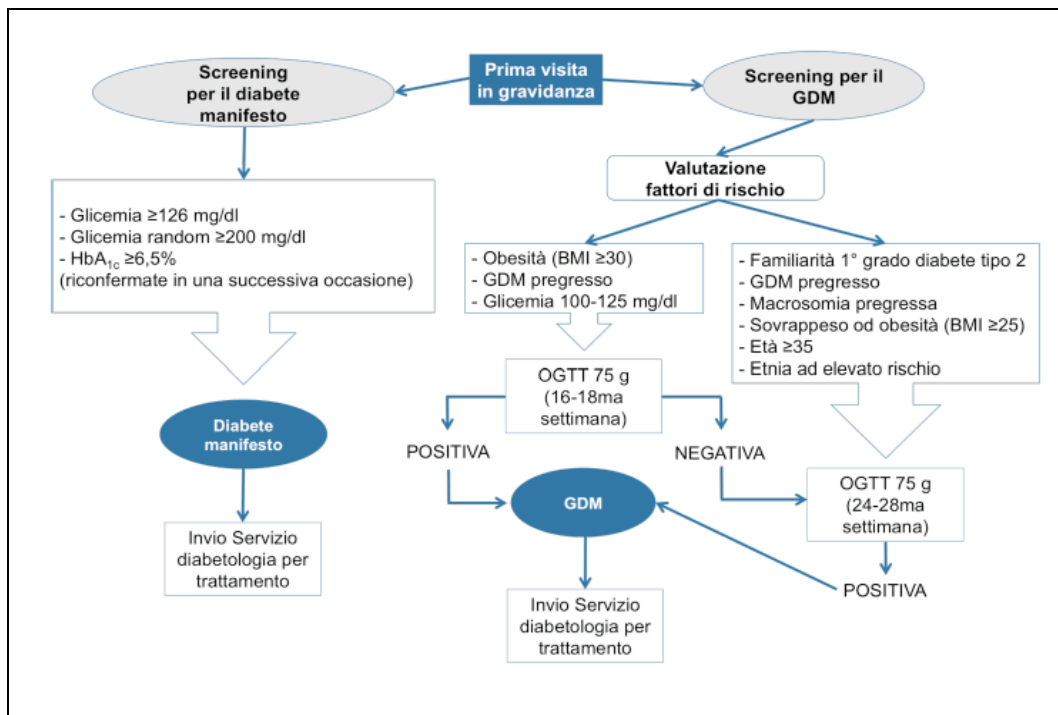 Prima visita
in gravidanza
Screening
per il diabete
manifesto
- Glicemia ≥126 mg/dl
- Glicemia random ≥200 mg/dl
- HbA1c ≥6,5%
(riconfermate in una successiva occasione)
Diabete
manifesto
Invio Servizio
diabetologia per
trattamento
Screening per il
GDM
Valutazione
fattori di rischio
- Obesità (BMI ≥30)
- GDM pregresso
- Glicemia 100-125 mg/dl
- Familiarità 1° grado diabete tipo 2
- GDM pregresso
- Macrosomia pregressa
- Sovrappeso od obesità (BMI ≥25)
- Età ≥35
- Etnia ad elevato rischio
OGTT 75 g
(16-18ma
settimana)
POSITIVA
NEGATIVA
GDM
OGTT 75 g
(24-28ma
settimana)
POSITIVA
Invio Servizio
diabetologia per
trattamento